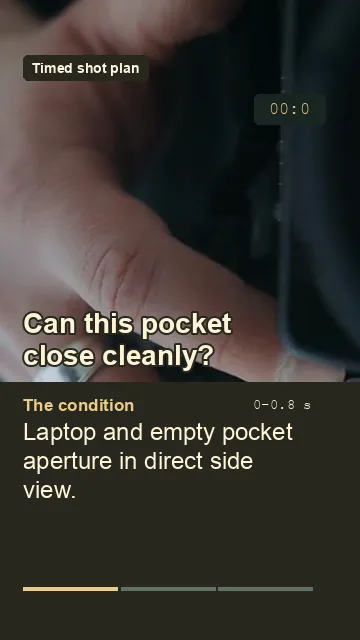 Timed shot plan
00:0
Can this pocket
close cleanly?
The condition
0–0.8 s
Laptop and empty pocket
aperture in direct side
view.